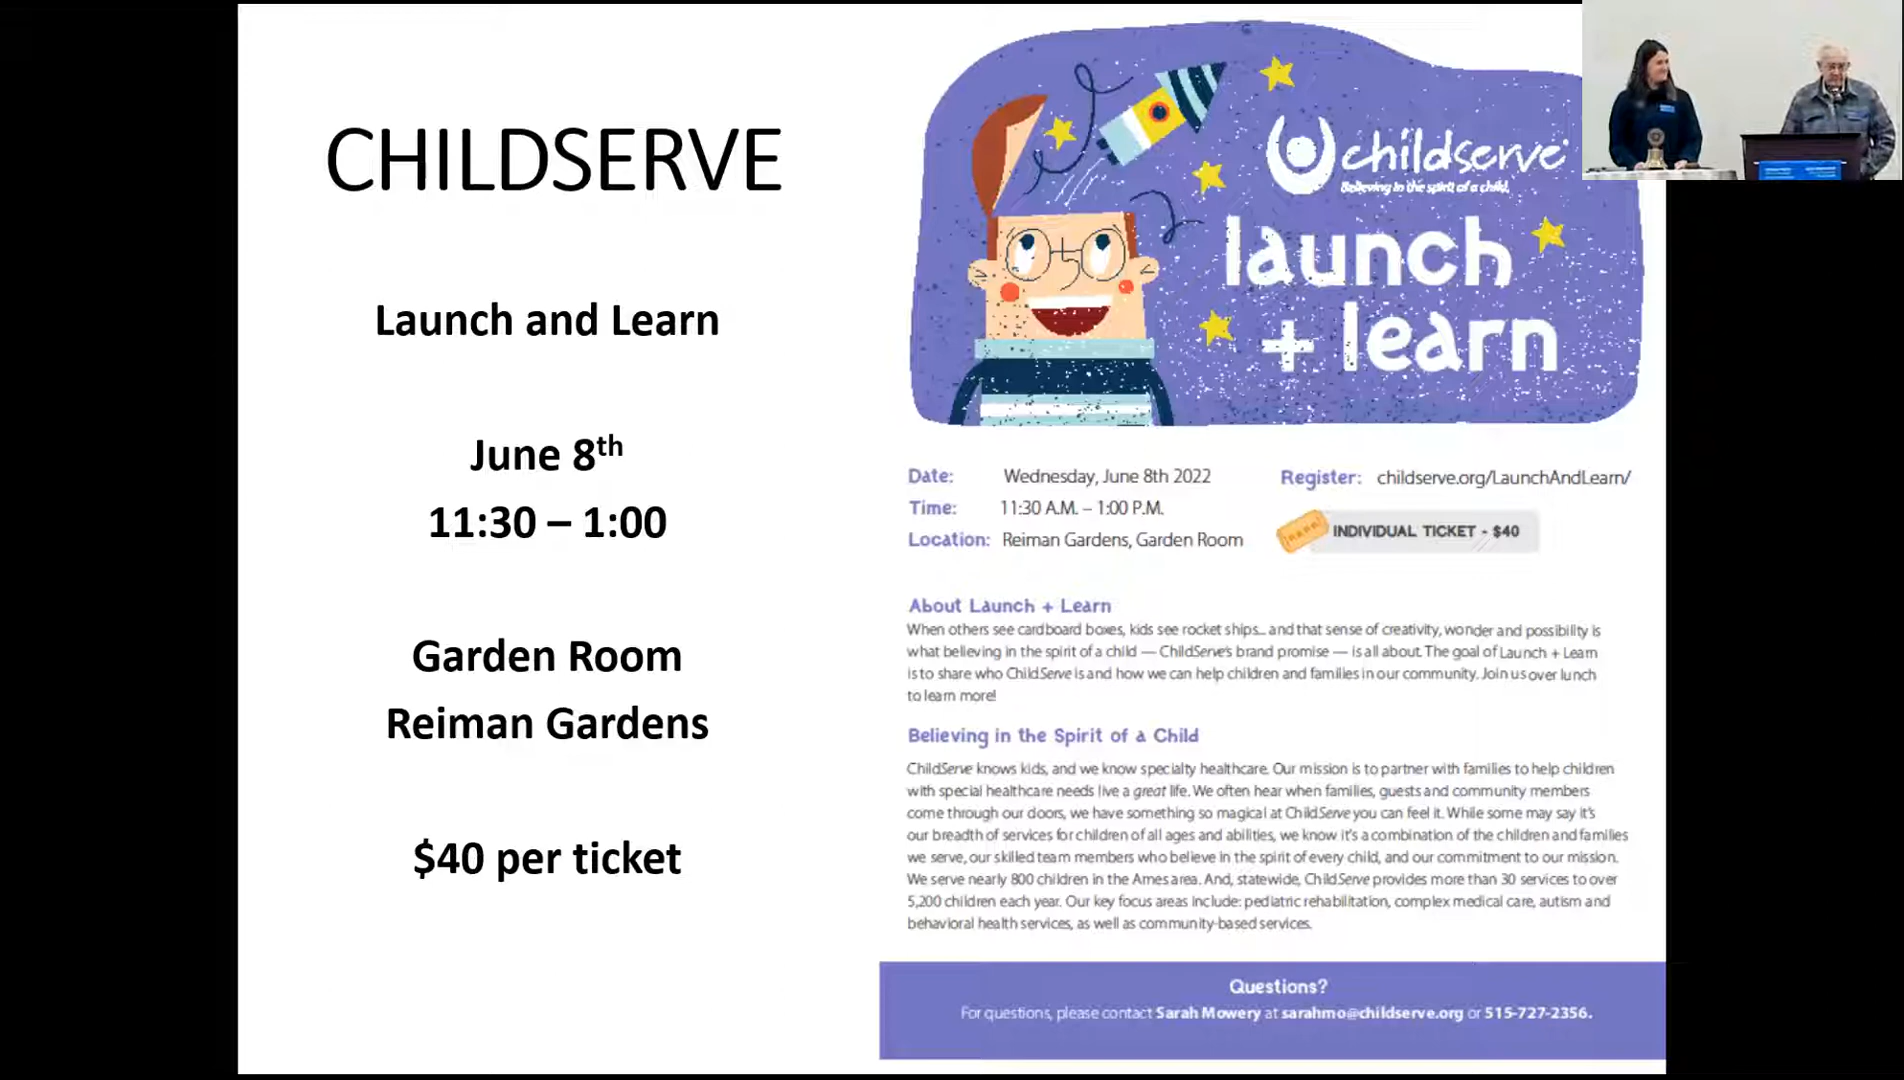 CHILDSERVE
Launch and Learn
June 8th
11:30 – 1:00
Garden Room
Reiman Gardens
$40 per ticket
childserve
Believing in the spirit of a child.
launch
+ learn
Date: Wednesday, June 8th 2022
Time: 11:30 A.M. – 1:00 P.M.
Location: Reiman Gardens, Garden Room
Register: childserve.org/LaunchAndLearn/
INDIVIDUAL TICKET - $40
About Launch + Learn
When others see cardboard boxes, kids see rocket ships... and that sense of creativity, wonder and possibility is
what believing in the spirit of a child — ChildServe's brand promise — is all about. The goal of Launch + Learn
is to share who ChildServe is and how we can help children and families in our community. Join us over lunch
to learn more!
Believing in the Spirit of a Child
ChildServe knows kids, and we know specialty healthcare. Our mission is to partner with families to help children
with special healthcare needs live a great life. We often hear when families, guests and community members
come through our doors, we have something so magical at ChildServe you can feel it. While some may say it's
our breadth of services for children of all ages and abilities, we know it's a combination of the children and families
we serve, our skilled team members who believe in the spirit of every child, and our commitment to our mission.
We serve nearly 800 children in the Ames area. And, statewide, ChildServe provides more than 30 services to over
5,200 children each year. Our key focus areas include: pediatric rehabilitation, complex medical care, autism and
behavioral health services, as well as community-based services.
Questions?
For questions, please contact Sarah Mowery at sarahmo@childserve.org or 515-727-2356.